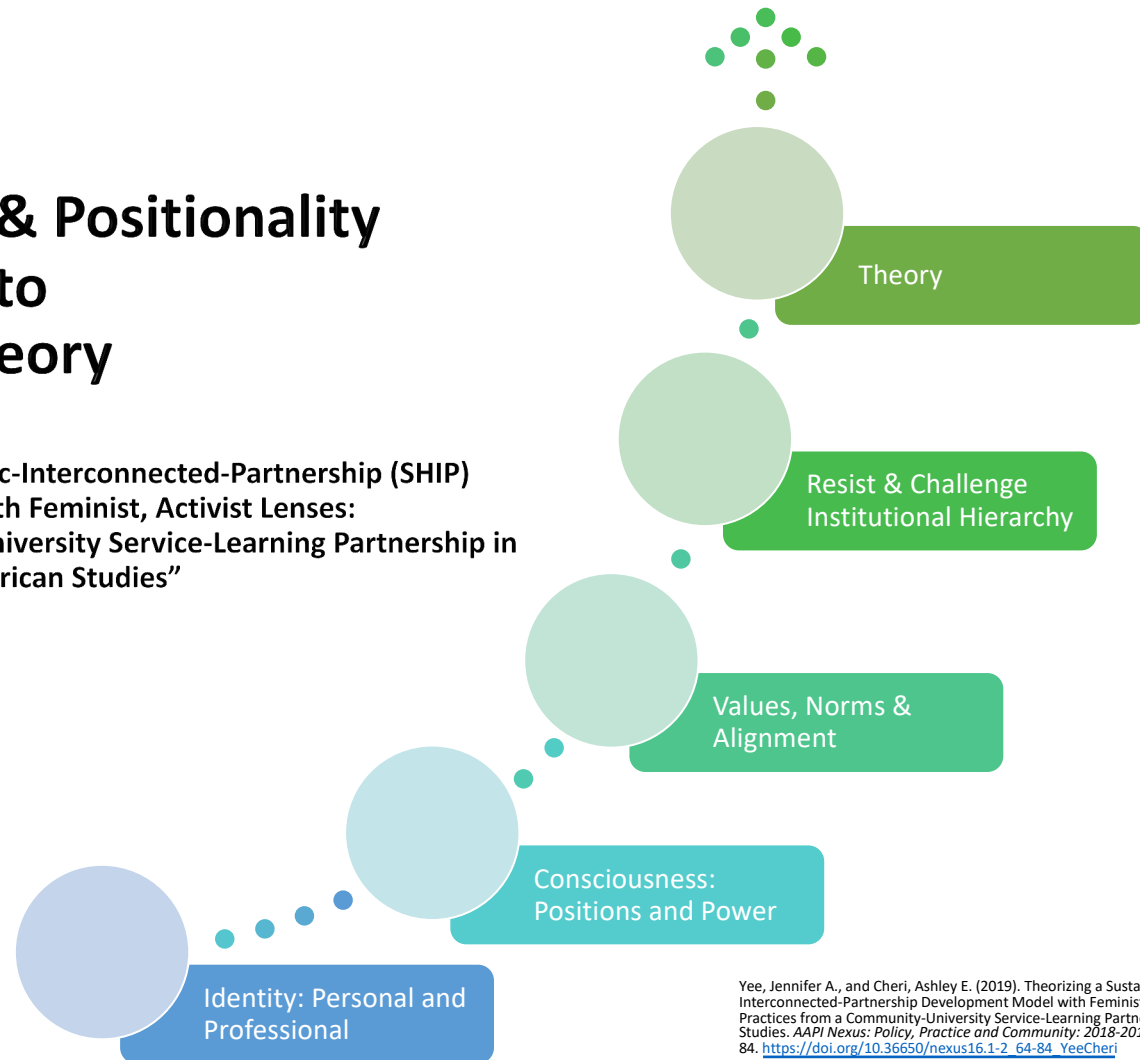 & Positionality
to
eory
c-Interconnected-Partnership (SHIP)
th Feminist, Activist Lenses:
niversity Service-Learning Partnership in
rican Studies”
Theory
Resist & Challenge
Institutional Hierarchy
Values, Norms &
Alignment
Consciousness:
Positions and Power
Identity: Personal and
Professional
Yee, Jennifer A., and Cheri, Ashley E. (2019). Theorizing a Susta
Interconnected-Partnership Development Model with Feminist
Practices from a Community-University Service-Learning Partn
Studies. AAPI Nexus: Policy, Practice and Community: 2018-201
84. https://doi.org/10.36650/nexus16.1-2_64-84_YeeCheri